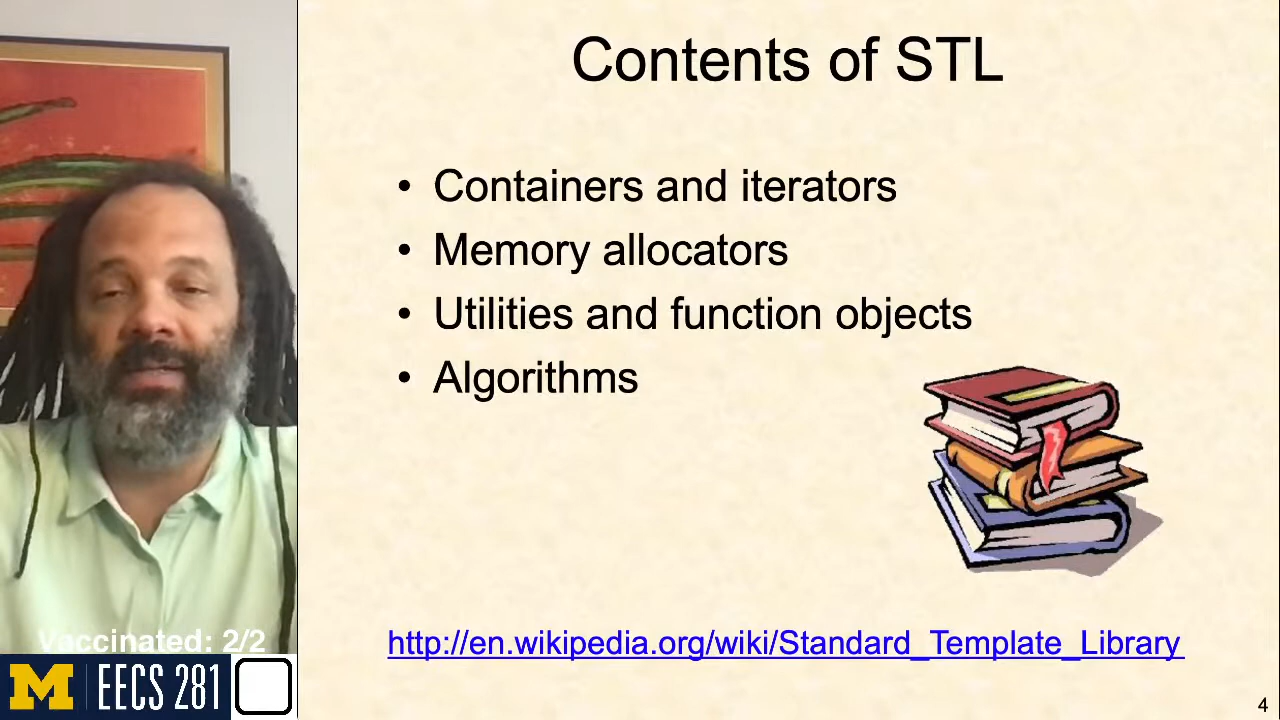 Contents of STL
• Containers and iterators
• Memory allocators
• Utilities and function objects
• Algorithms
http://en.wikipedia.org/wiki/Standard_Template_Library
Vaccinated: 2/2
M EECS 281
4